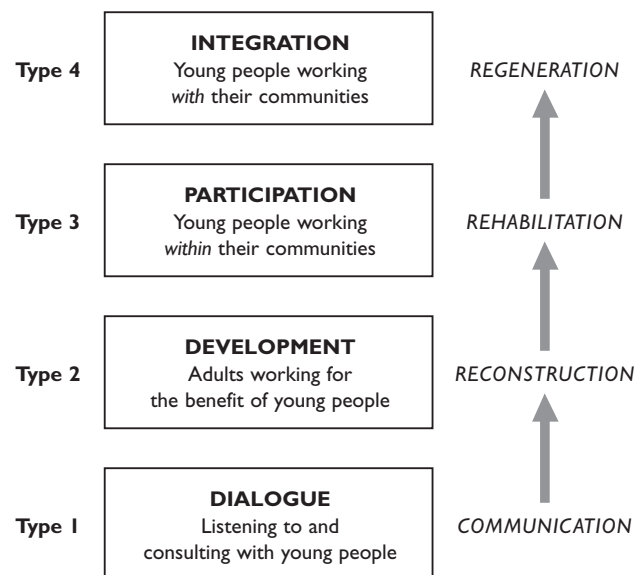 INTEGRATION
Type 4 Young people working REGENERATION
with their communities
PARTICIPATION
Type 3 Young people working REHABILITATION
within their communities
DEVELOPMENT
Type 2 Adults working for RECONSTRUCTION
the benefit of young people
DIALOGUE
Type 1 Listening to and COMMUNICATION
consulting with young people